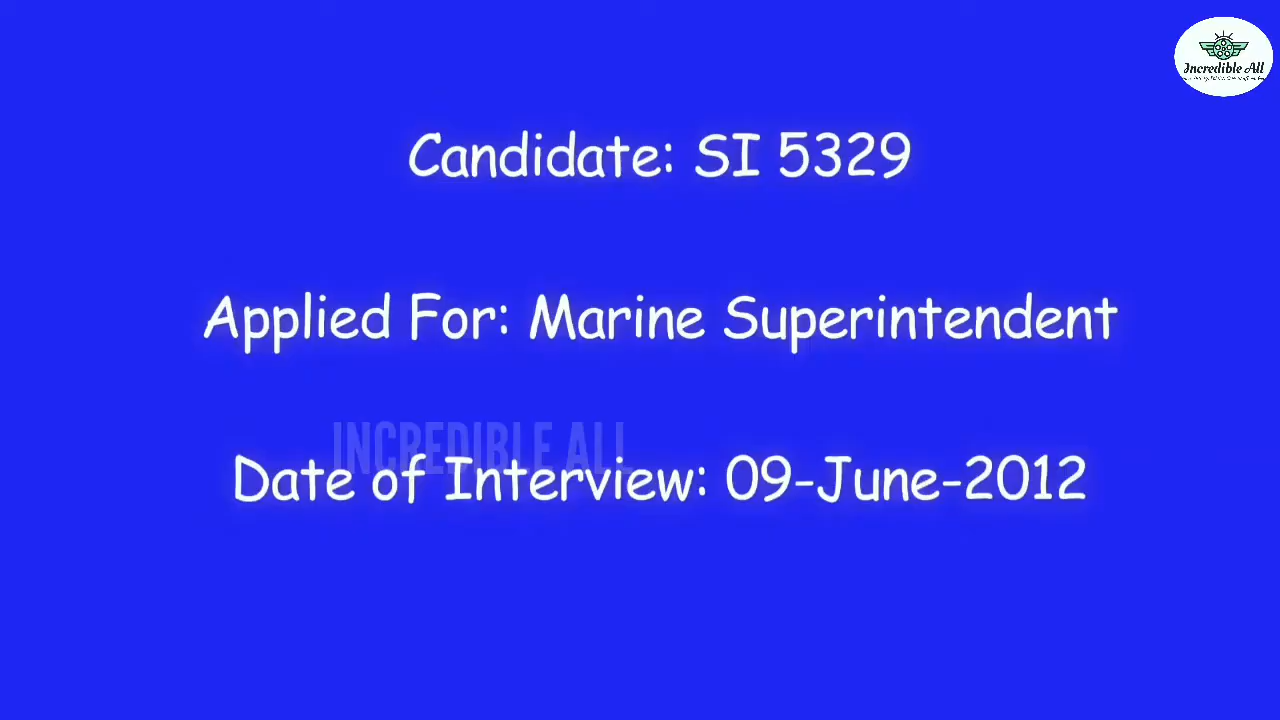 Incredible All
Candidate: SI 5329
Applied For: Marine Superintendent
INCREDIBLE ALL
Date of Interview: 09-June-2012